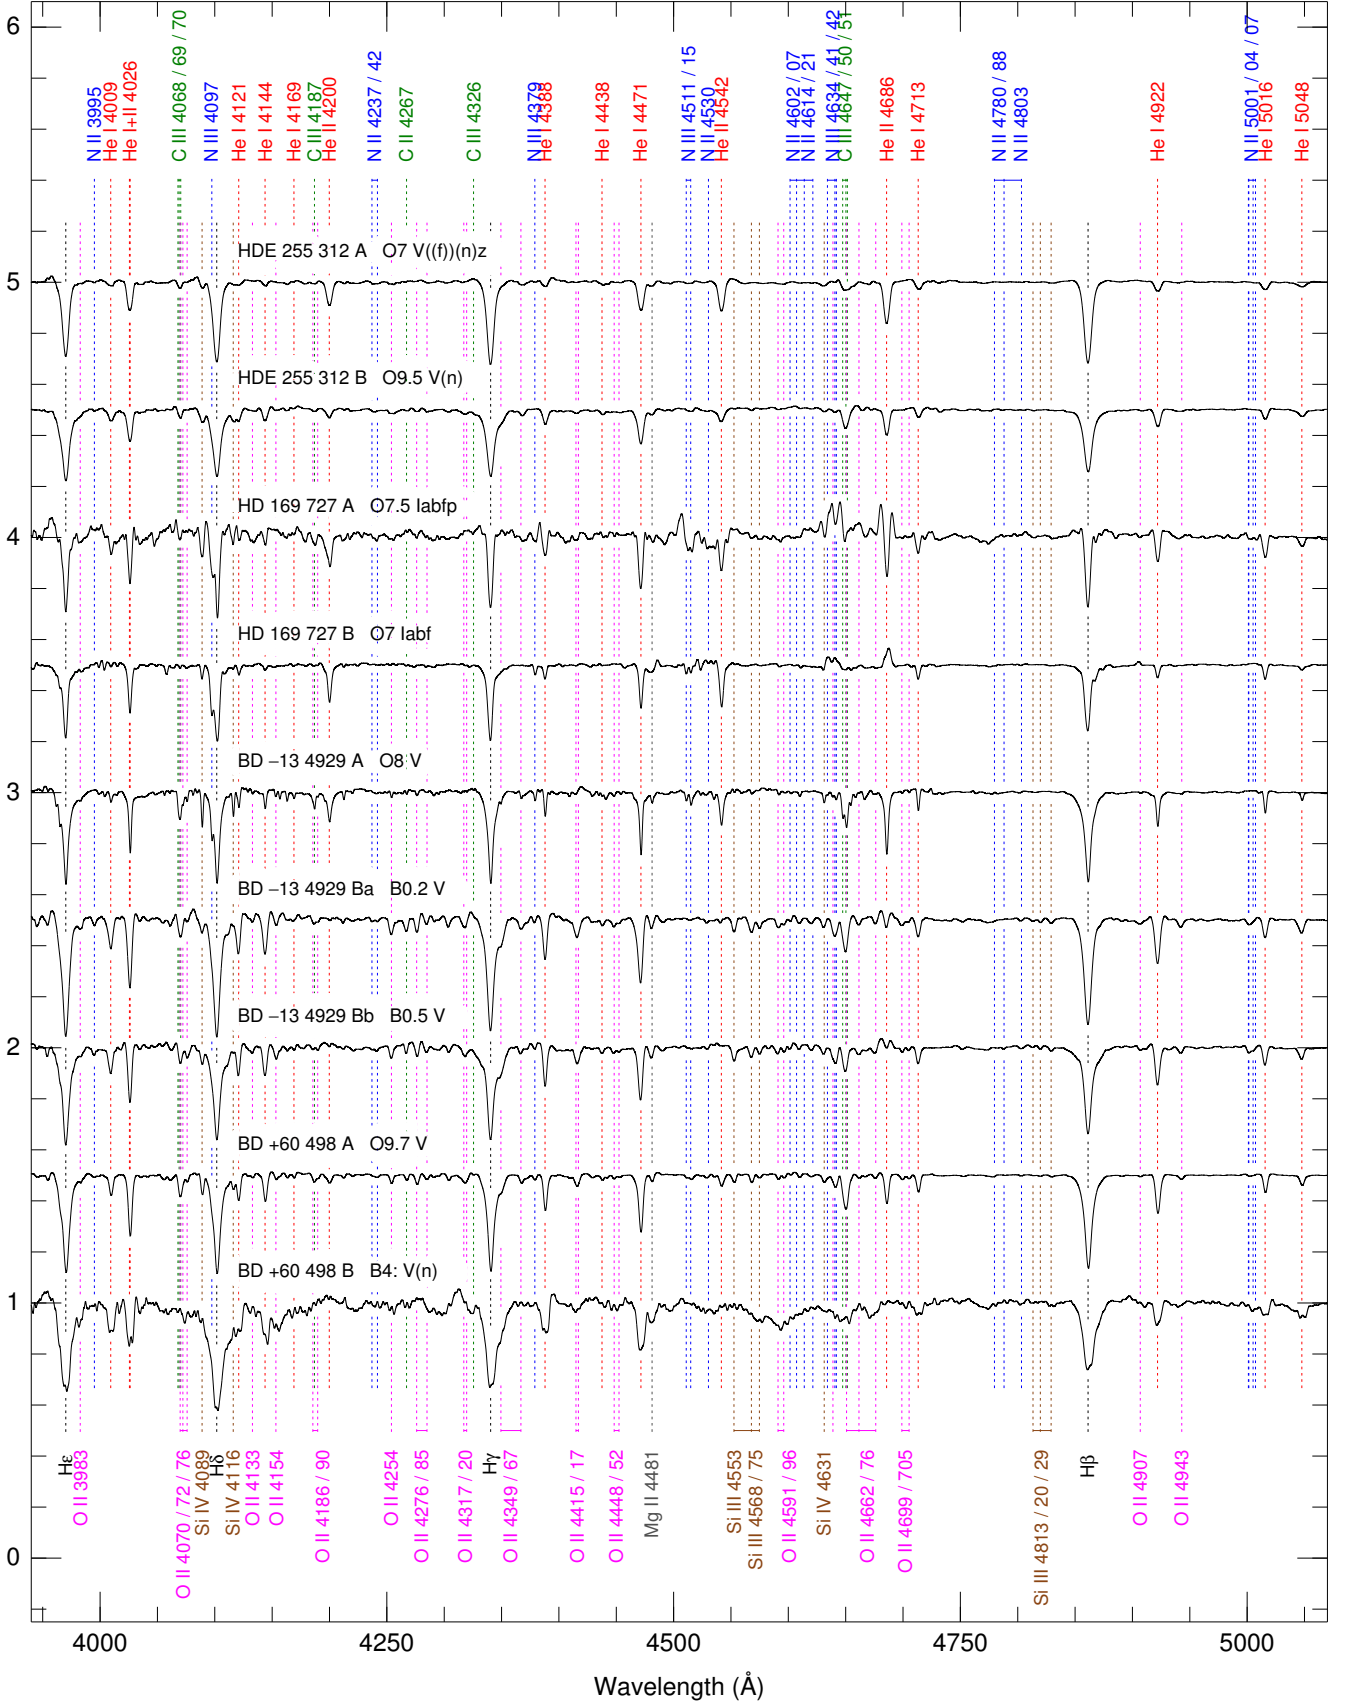 6
5
4
3
2
1
0
N II 3995
He I 4009
He I+II 4026
C III 4068 / 69 / 70
N III 4097
He I 4121
He I 4144
He I 4169
C III 4187
He II 4200
N II 4237 / 42
C II 4267
C III 4326
N III 4379
He I 4388
He I 4438
He I 4471
N III 4511 / 15
N II 4530
He II 4542
N II 4602 / 07
N II 4614 / 21
N III 4634 / 41 / 42
C III 4647 / 50 / 51
He II 4686
He I 4713
N II 4780 / 88
N II 4803
He I 4922
N II 5001 / 04 / 07
He I 5016
He I 5048
HDE 255 312 A O7 V((f))(n)z
HDE 255 312 B O9.5 V(n)
HD 169 727 A O7.5 Iabfp
HD 169 727 B O7 Iabf
BD −13 4929 A O8 V
BD −13 4929 Ba B0.2 V
BD −13 4929 Bb B0.5 V
BD +60 498 A O9.7 V
BD +60 498 B B4: V(n)
Hε
O II 3983
O II 4070 / 72 / 76
Si IV 4089
Hδ
Si IV 4116
O II 4133
O II 4154
O II 4186 / 90
O II 4254
O II 4276 / 85
O II 4317 / 20
Hγ
O II 4349 / 67
O II 4415 / 17
O II 4448 / 52
Mg II 4481
Si III 4553
Si III 4568 / 75
O II 4591 / 96
Si IV 4631
O II 4662 / 76
O II 4699 / 705
Si III 4813 / 20 / 29
Hβ
O II 4907
O II 4943
4000
4250
4500
4750
5000
Wavelength (Å)